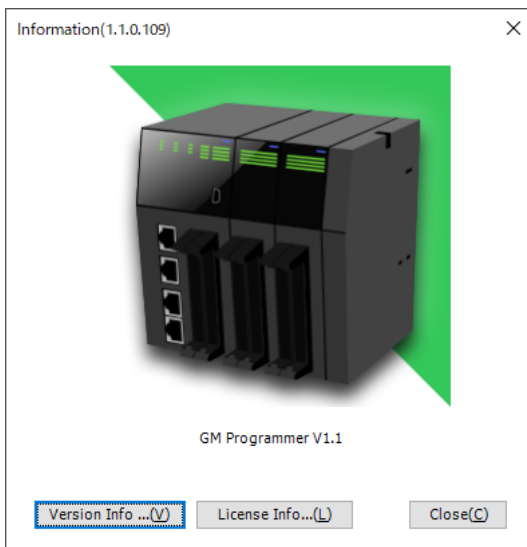 Information(1.1.0.109)
GM Programmer V1.1
Version Info ...(V)
License Info...(L)
Close(C)